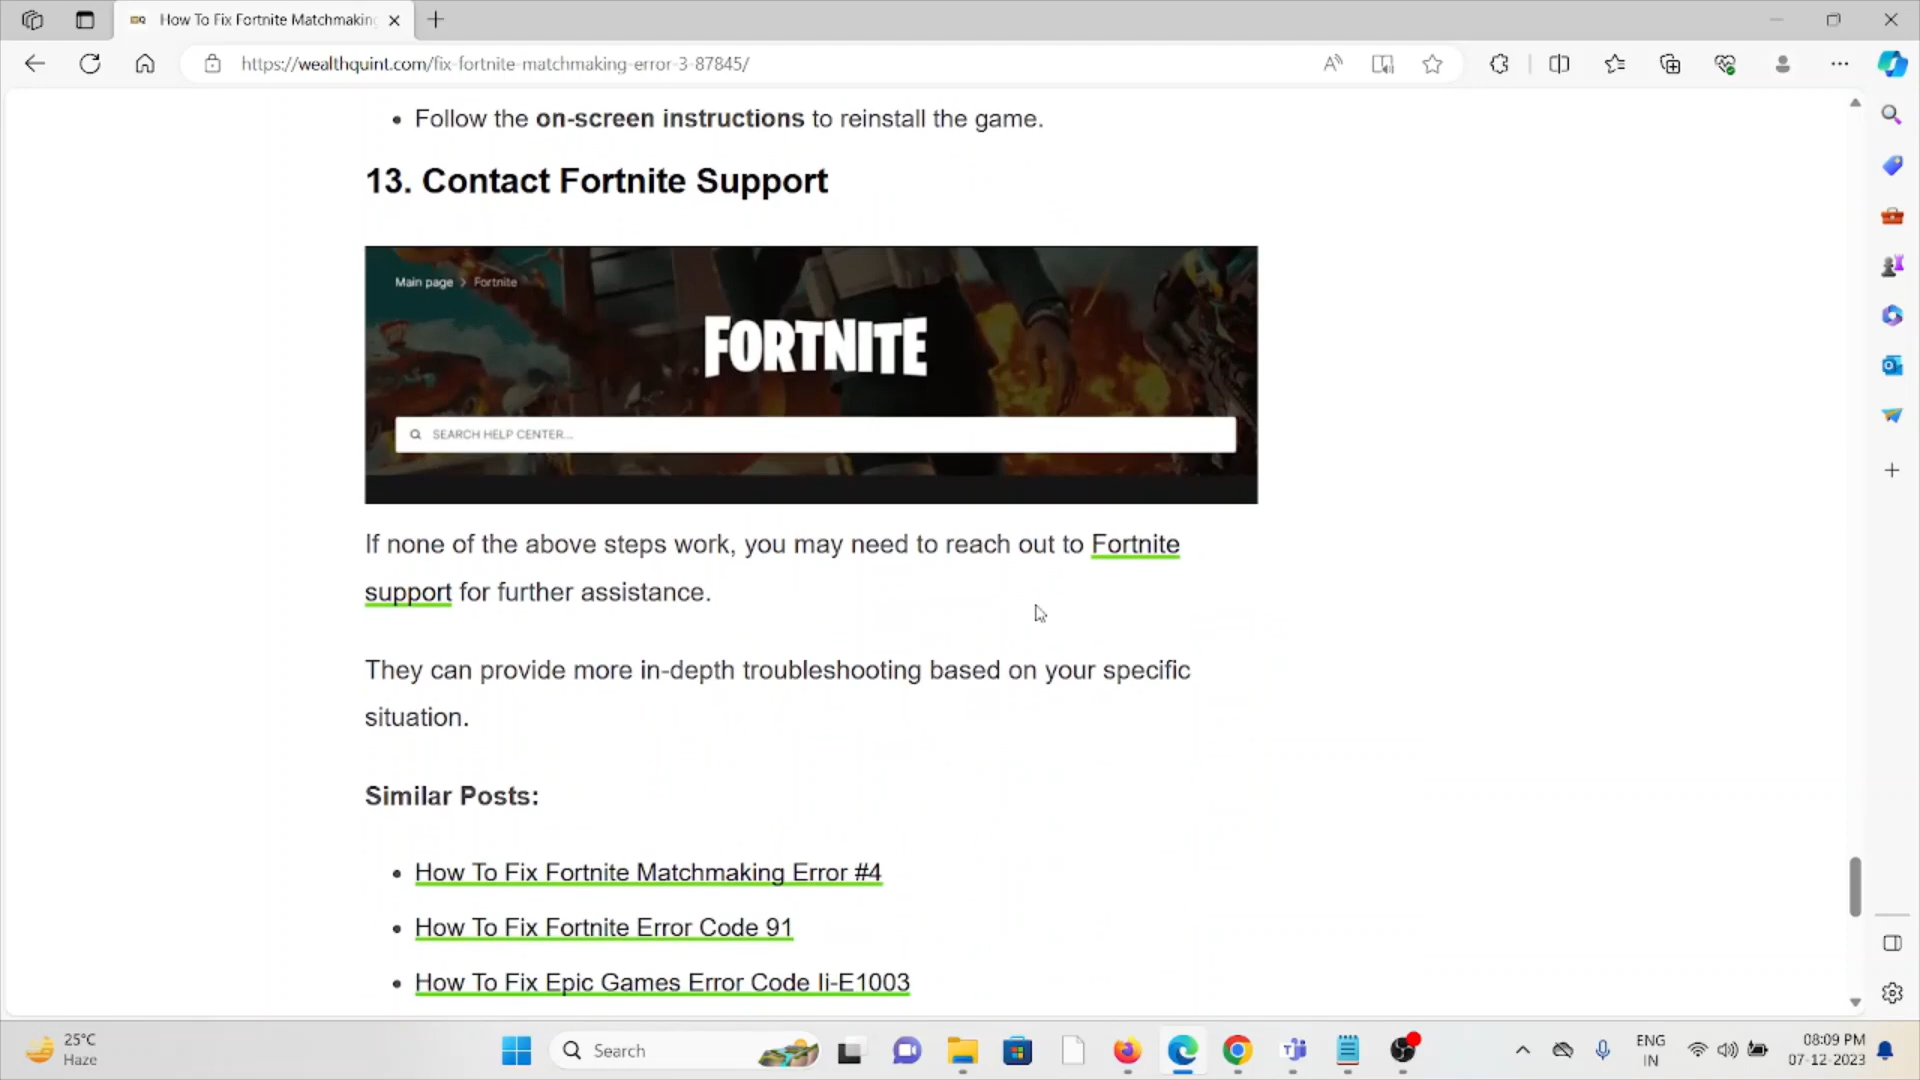 How To Fix Fortnite Matchmaking
https://wealthquint.com/fix-fortnite-matchmaking-error-3-87845/
• Follow the on-screen instructions to reinstall the game.
13. Contact Fortnite Support
Main page > Fortnite
FORTNITE
SEARCH HELP CENTER...
If none of the above steps work, you may need to reach out to Fortnite
support for further assistance.
They can provide more in-depth troubleshooting based on your specific
situation.
Similar Posts:
• How To Fix Fortnite Matchmaking Error #4
• How To Fix Fortnite Error Code 91
• How To Fix Epic Games Error Code Ii-E1003
25°C
Haze
Search
ENG
IN
08:09 PM
07-12-2023